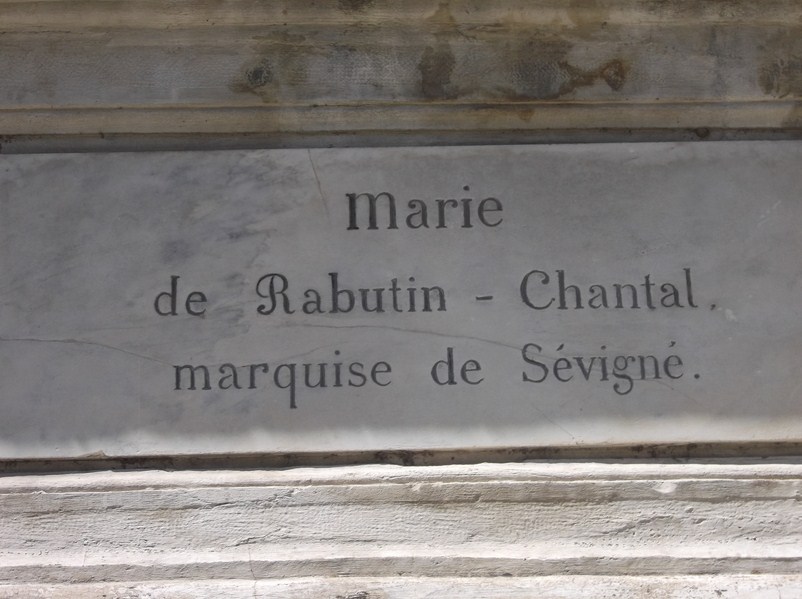 Marie
de Rabutin - Chantal,
marquise de Sévigné.